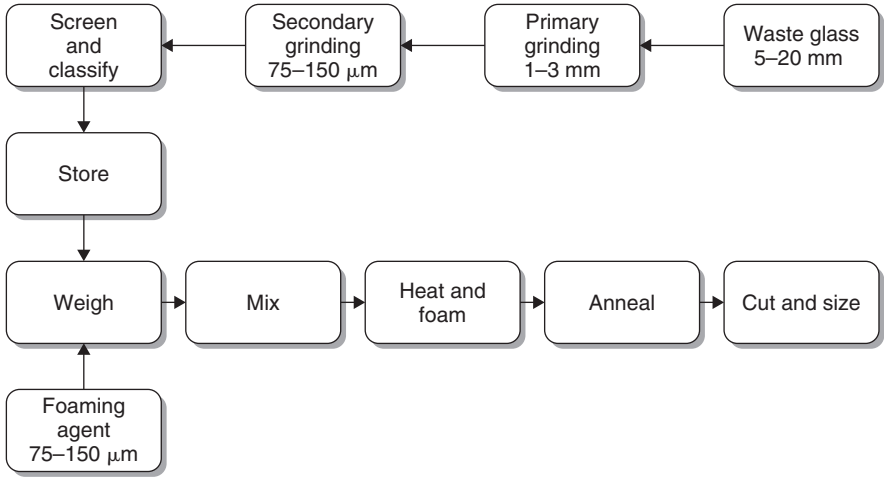 Screen
and
classify
Secondary
grinding
75–150 μm
Primary
grinding
1–3 mm
Waste glass
5–20 mm
Store
Weigh
Mix
Heat and
foam
Anneal
Cut and size
Foaming
agent
75–150 μm